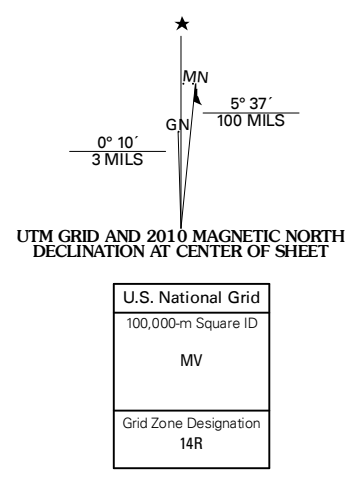 ★
MN
GN
5° 37´
100 MILS
0° 10´
3 MILS
UTM GRID AND 2010 MAGNETIC NORTH
DECLINATION AT CENTER OF SHEET
U.S. National Grid
100,000-m Square ID
MV
Grid Zone Designation
14R